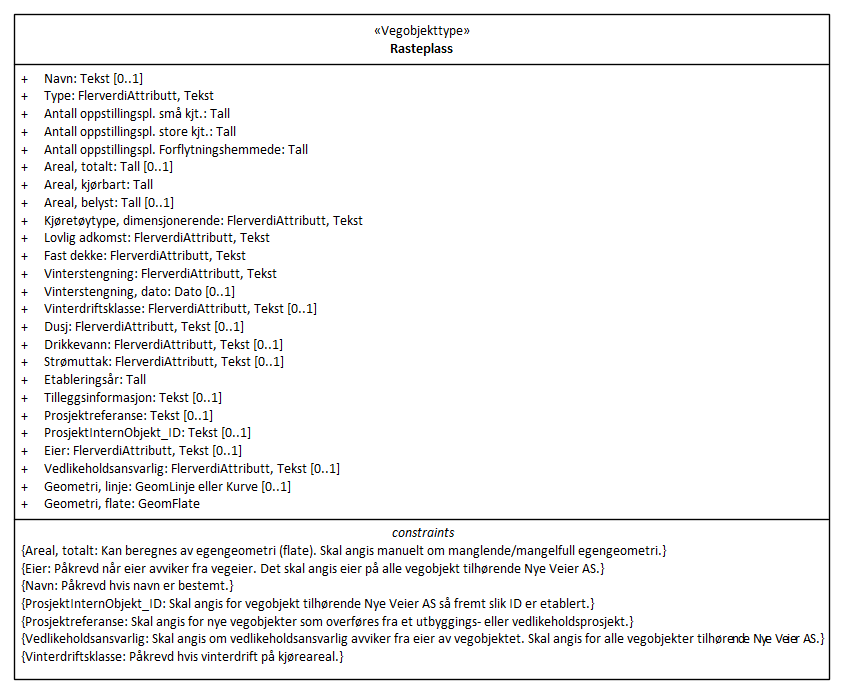 «Vegobjekttype»
Rasteplass
+ Navn: Tekst [0..1]
+ Type: FlerverdiAttributt, Tekst
+ Antall oppstillingspl. små kjt.: Tall
+ Antall oppstillingspl. store kjt.: Tall
+ Antall oppstillingspl. Forflytningshemmede: Tall
+ Areal, totalt: Tall [0..1]
+ Areal, kjørbart: Tall
+ Areal, belyst: Tall [0..1]
+ Kjøretøytype, dimensjonerende: FlerverdiAttributt, Tekst
+ Lovlig adkomst: FlerverdiAttributt, Tekst
+ Fast dekke: FlerverdiAttributt, Tekst
+ Vinterstengning: FlerverdiAttributt, Tekst
+ Vinterstengning, dato: Dato [0..1]
+ Vinterdriftsklasse: FlerverdiAttributt, Tekst [0..1]
+ Dusj: FlerverdiAttributt, Tekst [0..1]
+ Drikkevann: FlerverdiAttributt, Tekst [0..1]
+ Strømuttak: FlerverdiAttributt, Tekst [0..1]
+ Etableringsår: Tall
+ Tilleggsinformasjon: Tekst [0..1]
+ Prosjektreferanse: Tekst [0..1]
+ ProsjektInternObjekt_ID: Tekst [0..1]
+ Eier: FlerverdiAttributt, Tekst [0..1]
+ Vedlikeholdsansvarlig: FlerverdiAttributt, Tekst [0..1]
+ Geometri, linje: GeomLinje eller Kurve [0..1]
+ Geometri, flate: GeomFlate
constraints
{Areal, totalt: Kan beregnes av egengeometri (flate). Skal angis manuelt om manglende/mangelfull egengeometri.}
{Eier: Påkrevd når eier avviker fra vegeier. Det skal angis eier på alle vegobjekt tilhørende Nye Veier AS.}
{Navn: Påkrevd hvis navn er bestemt.}
{ProsjektInternObjekt_ID: Skal angis for vegobjekt tilhørende Nye Veier AS så fremt slik ID er etablert.}
{Prosjektreferanse: Skal angis for nye vegobjekter som overføres fra et utbyggings- eller vedlikeholdsprosjekt.}
{Vedlikeholdsansvarlig: Skal angis om vedlikeholdsansvarlig avviker fra eier av vegobjektet. Skal angis for alle vegobjekter tilhørende Nye Veier AS.}
{Vinterdriftsklasse: Påkrevd hvis vinterdrift på kjøreareal.}